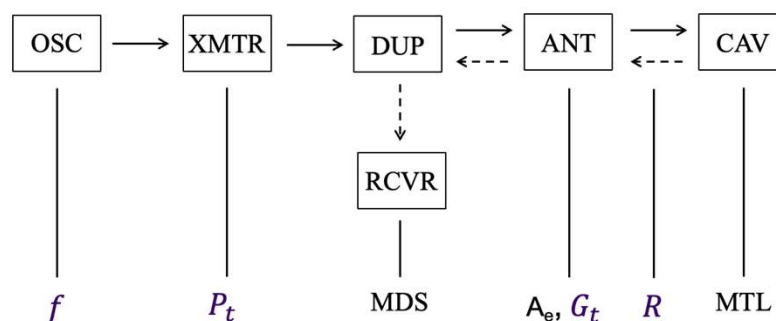 OSC XMTR DUP ANT CAV
RCVR
f P_t MDS A_e, G_t R MTL